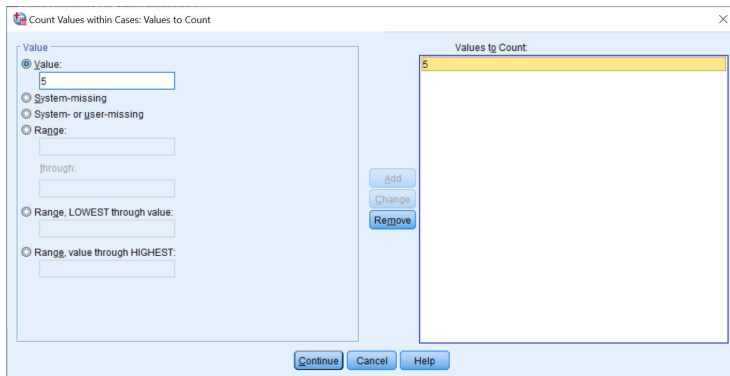 Count Values within Cases: Values to Count
Value
Value:
5
System-missing
System- or user-missing
Range:
through:
Range, LOWEST through value:
Range, value through HIGHEST:
Add
Change
Remove
Values to Count:
5
Continue Cancel Help